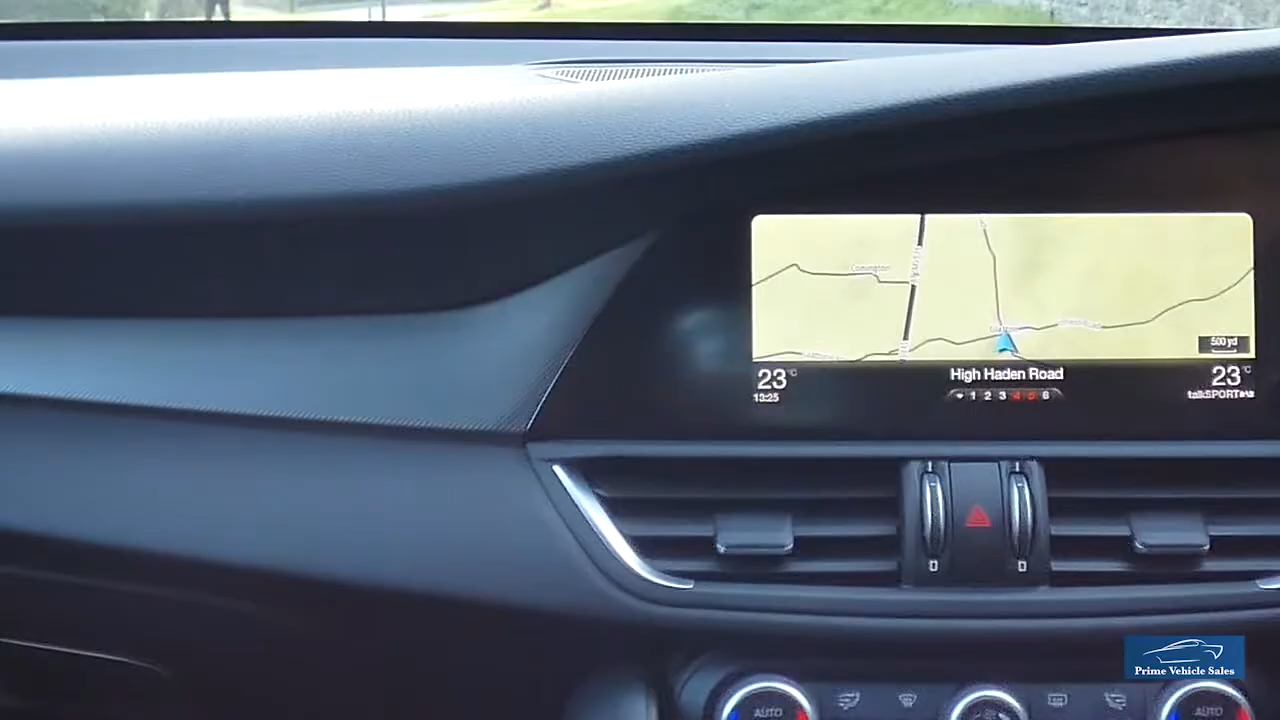 Conington
500 yd
23°C
High Haden Road
23°C
13:25
1 2 3 4 5 6
talkSPORT
Prime Vehicle Sales
AUTO
AUTO